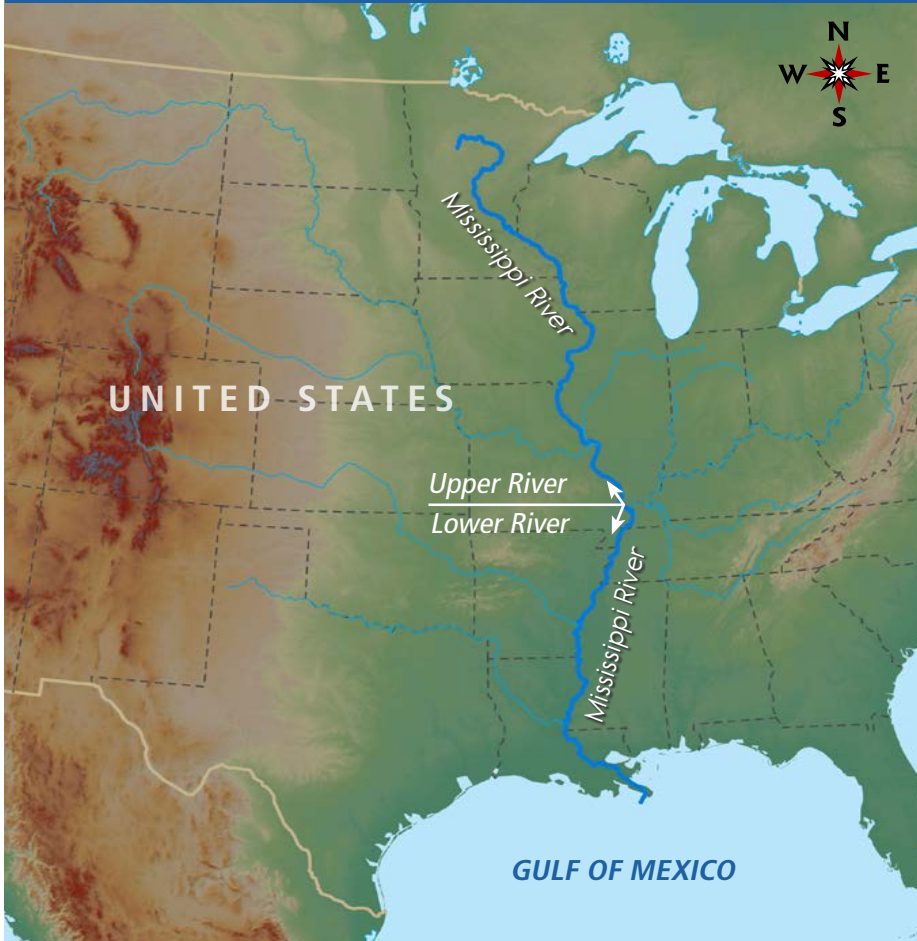 N
W E
S
Mississippi River
UNITED STATES
Upper River
Lower River
Mississippi River
GULF OF MEXICO